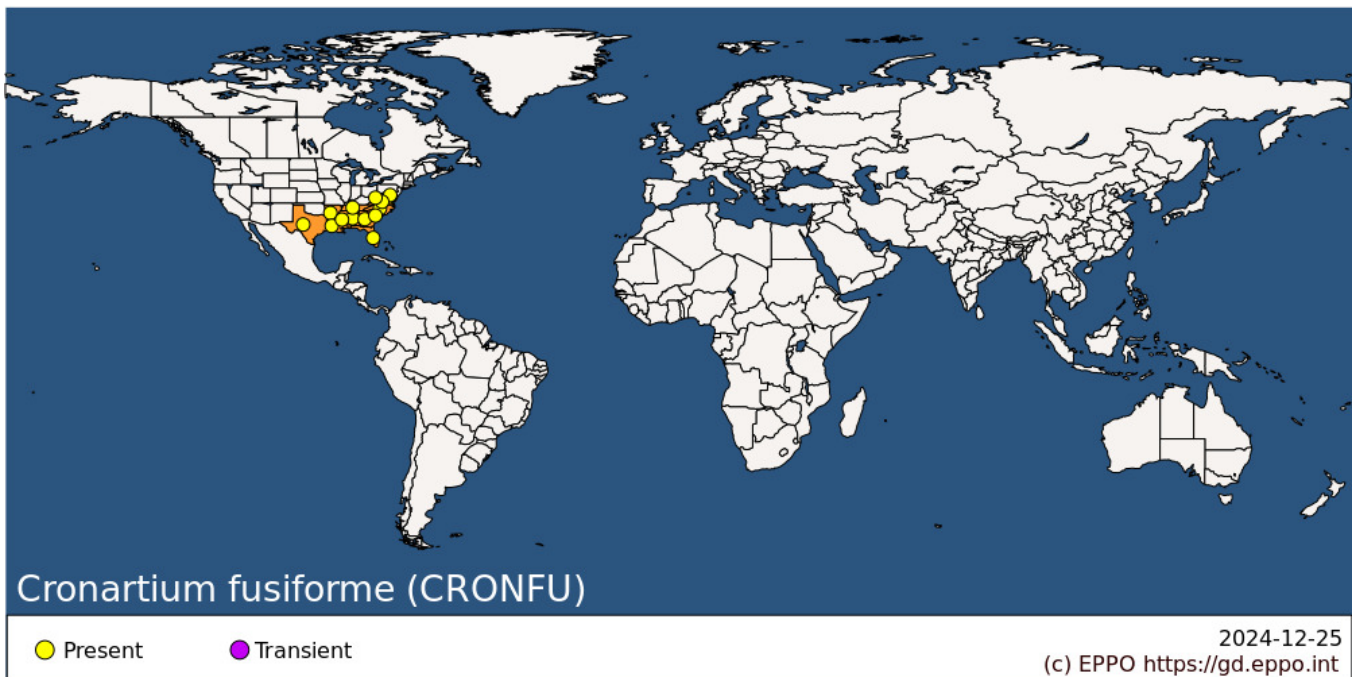 Cronartium fusiforme (CRONFU)
Present
Transient
2024-12-25
(c) EPPO https://gd.eppo.int